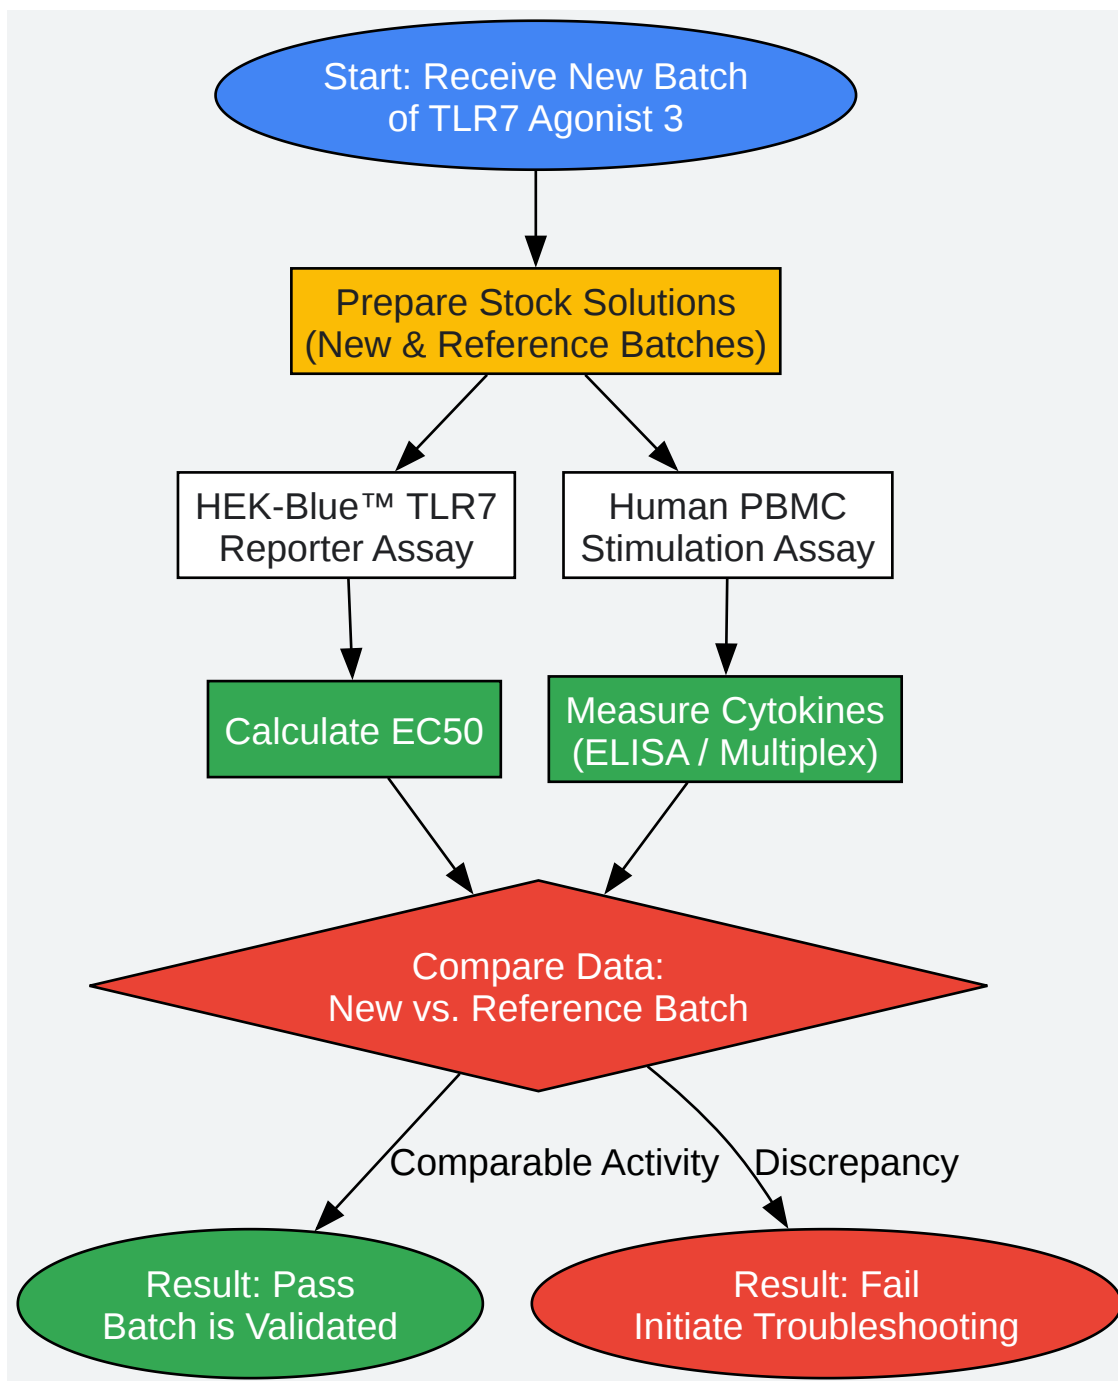 Start: Receive New Batch
of TLR7 Agonist 3
Prepare Stock Solutions
(New & Reference Batches)
HEK-Blue™ TLR7
Reporter Assay
Human PBMC
Stimulation Assay
Calculate EC50
Measure Cytokines
(ELISA / Multiplex)
Compare Data:
New vs. Reference Batch
Comparable Activity
Discrepancy
Result: Pass
Batch is Validated
Result: Fail
Initiate Troubleshooting